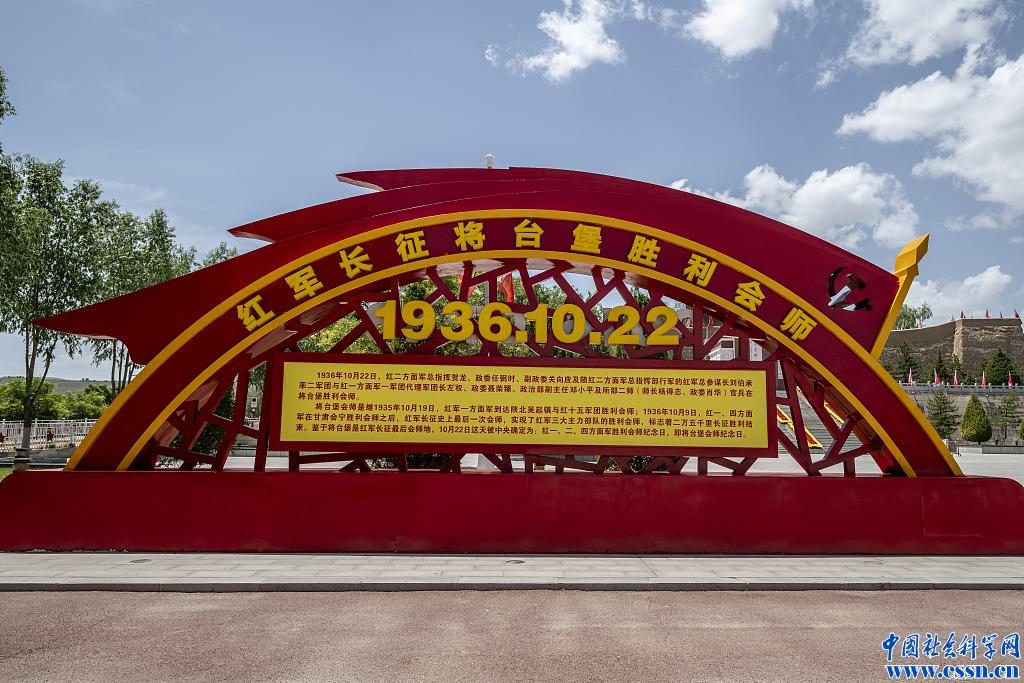 红军长征将台堡胜利会师
1936.10.22
1936年10月22日，红二方面军总指挥贺龙、政委任弼时、副政委关向应及随红二方面军总指挥部行军的红军总参谋长刘伯承
率二军团与红一方面军一军团代理军团长左权、政委聂荣臻、政治部副主任邓小平及所部二师（师长杨得志、政委肖华）官兵在
将台堡胜利会师。
将台堡会师是继1935年10月19日，红军一方面军到达陕北吴起镇与红十五军团胜利会师；1936年10月9日，红一、四方面
军在甘肃会宁胜利会师之后，红军长征史上最后一次会师，实现了红军三大主力部队的胜利会师，标志着二万五千里长征胜利结
束。鉴于将台堡是红军长征最后会师地，10月22日这天被中央确定为：红一、二、四方面军胜利会师纪念日，即将台堡会师纪念日。
中国社会科学网
www.cssn.cn